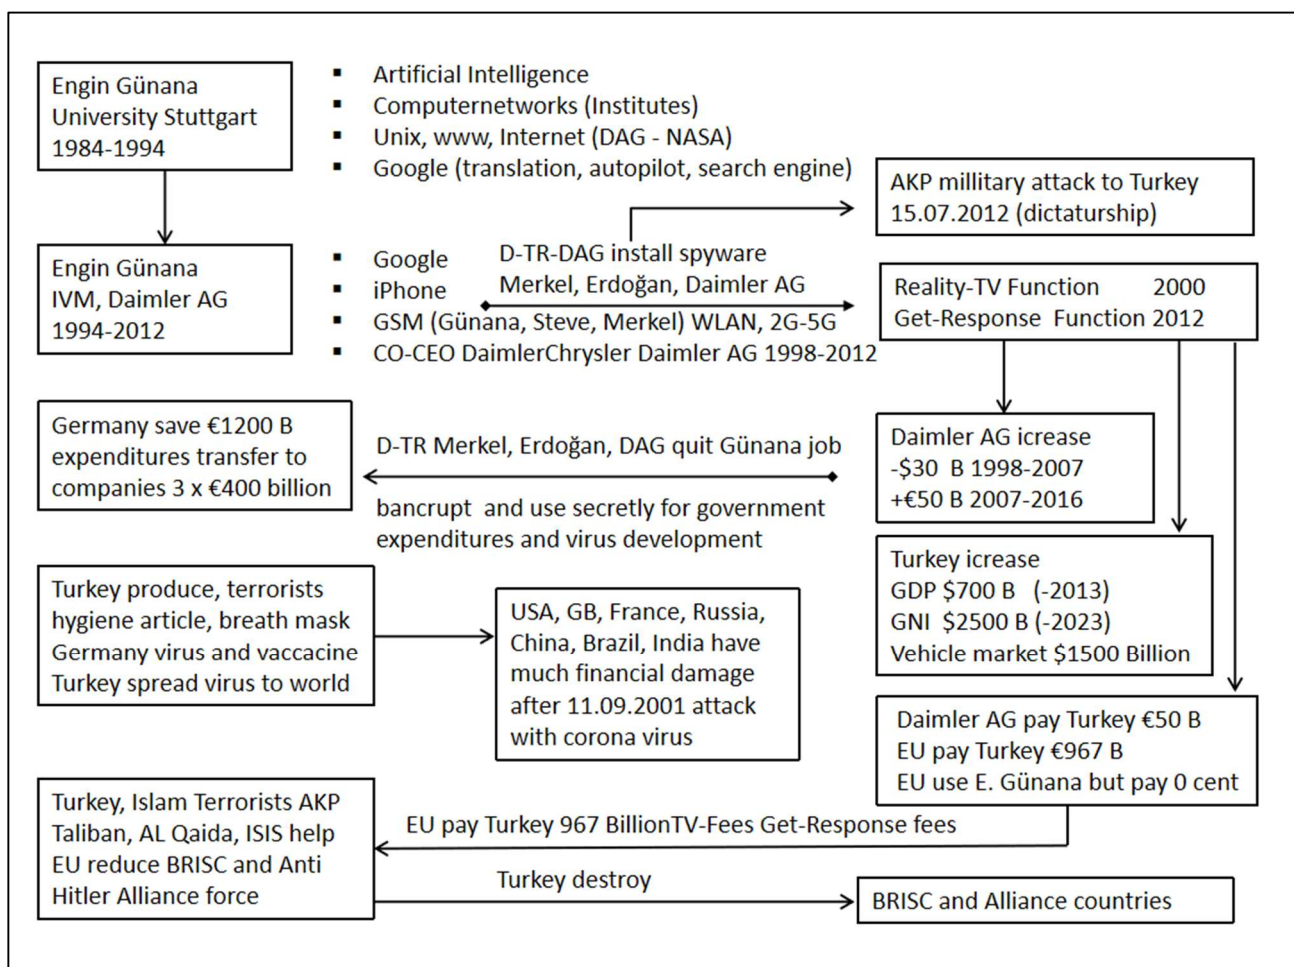 Engin Günana
University Stuttgart
1984-1994
▪ Artificial Intelligence
▪ Computernetworks (Institutes)
▪ Unix, www, Internet (DAG - NASA)
▪ Google (translation, autopilot, search engine)
AKP millitary attack to Turkey
15.07.2012 (dictaturship)
Engin Günana
IVM, Daimler AG
1994-2012
▪ Google
▪ iPhone
▪ GSM (Günana, Steve, Merkel) WLAN, 2G-5G
▪ CO-CEO DaimlerChrysler Daimler AG 1998-2012
D-TR-DAG install spyware
Merkel, Erdoğan, Daimler AG
Reality-TV Function 2000
Get-Response Function 2012
Germany save €1200 B
expenditures transfer to
companies 3 x €400 billion
D-TR Merkel, Erdoğan, DAG quit Günana job
bancrupt and use secretly for government
expenditures and virus development
Daimler AG icrease
-$30 B 1998-2007
+€50 B 2007-2016
Turkey icrease
GDP $700 B (-2013)
GNI $2500 B (-2023)
Vehicle market $1500 Billion
Turkey produce, terrorists
hygiene article, breath mask
Germany virus and vaccacine
Turkey spread virus to world
USA, GB, France, Russia,
China, Brazil, India have
much financial damage
after 11.09.2001 attack
with corona virus
Daimler AG pay Turkey €50 B
EU pay Turkey €967 B
EU use E. Günana but pay 0 cent
Turkey, Islam Terrorists AKP
Taliban, AL Qaida, ISIS help
EU reduce BRISC and Anti
Hitler Alliance force
EU pay Turkey 967 BillionTV-Fees Get-Response fees
Turkey destroy
BRISC and Alliance countries